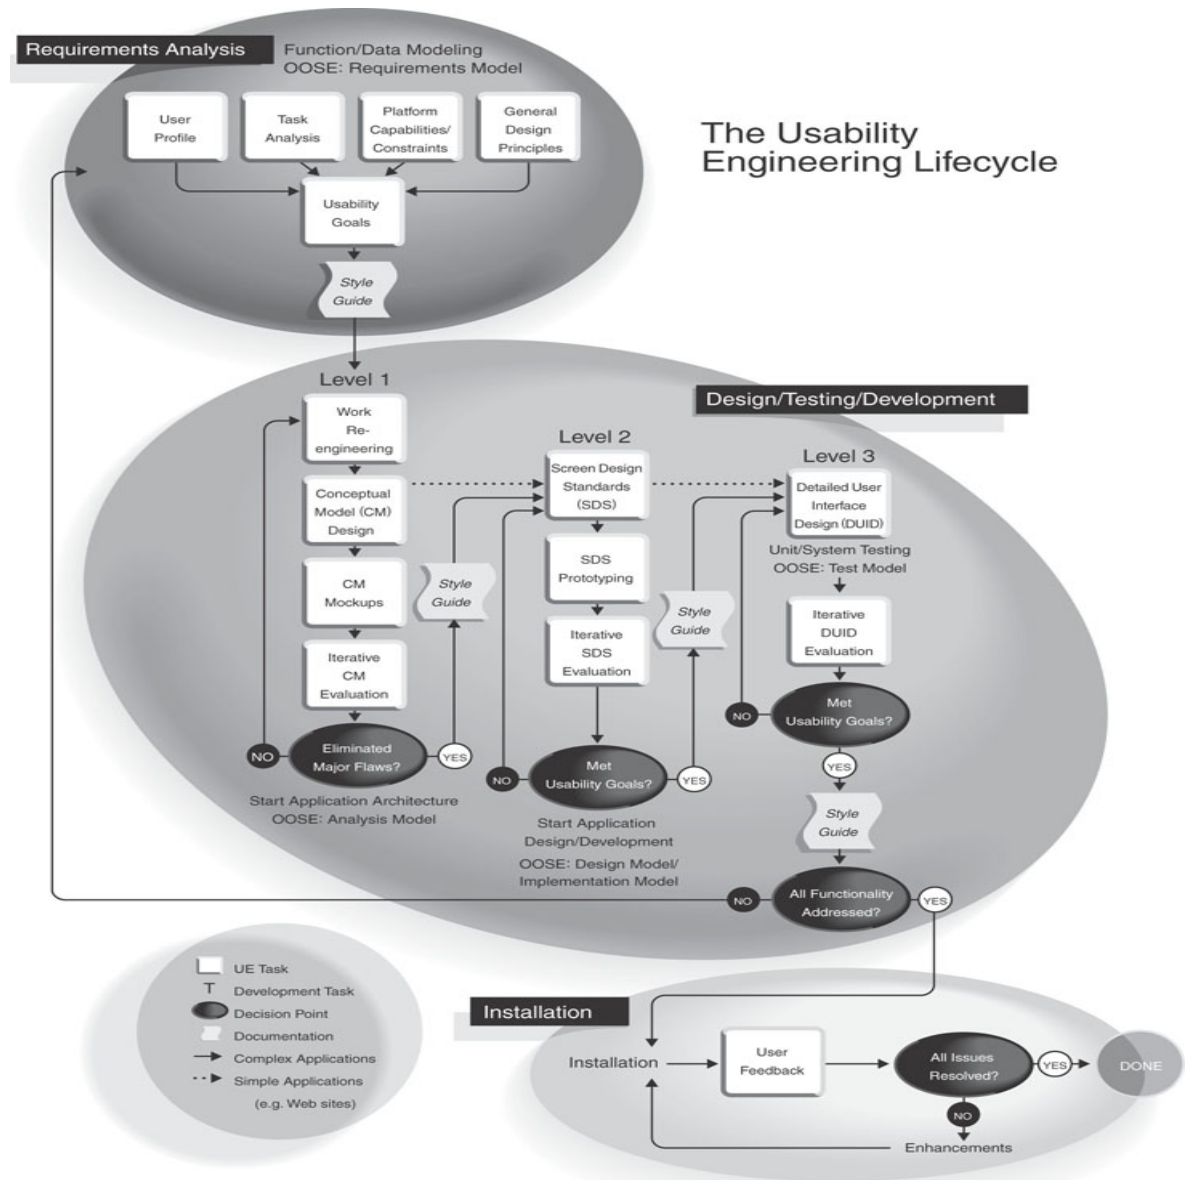 Requirements Analysis
Function/Data Modeling
OOSE: Requirements Model
User
Profile
Task
Analysis
Platform
Capabilities/
Constraints
General
Design
Principles
The Usability
Engineering Lifecycle
Usability
Goals
Style
Guide
Level 1
Work
Re-
engineering
Conceptual
Model (CM)
Design
CM
Mockups
Iterative
CM
Evaluation
Eliminated
Major Flaws?
NO
YES
Start Application Architecture
OOSE: Analysis Model
Style
Guide
Design/Testing/Development
Level 2
Screen Design
Standards
(SDS)
SDS
Prototyping
Iterative
SDS
Evaluation
Met
Usability Goals?
NO
YES
Start Application
Design/Development
OOSE: Design Model/
Implementation Model
Style
Guide
Level 3
Detailed User
Interface
Design (DUID)
Unit/System Testing
OOSE: Test Model
Iterative
DUID
Evaluation
Met
Usability Goals?
NO
YES
Style
Guide
All Functionality
Addressed?
NO
YES
UE Task
T Development Task
Decision Point
Documentation
Complex Applications
Simple Applications
(e.g. Web sites)
Installation
Installation
User
Feedback
All Issues
Resolved?
YES
DONE
NO
Enhancements